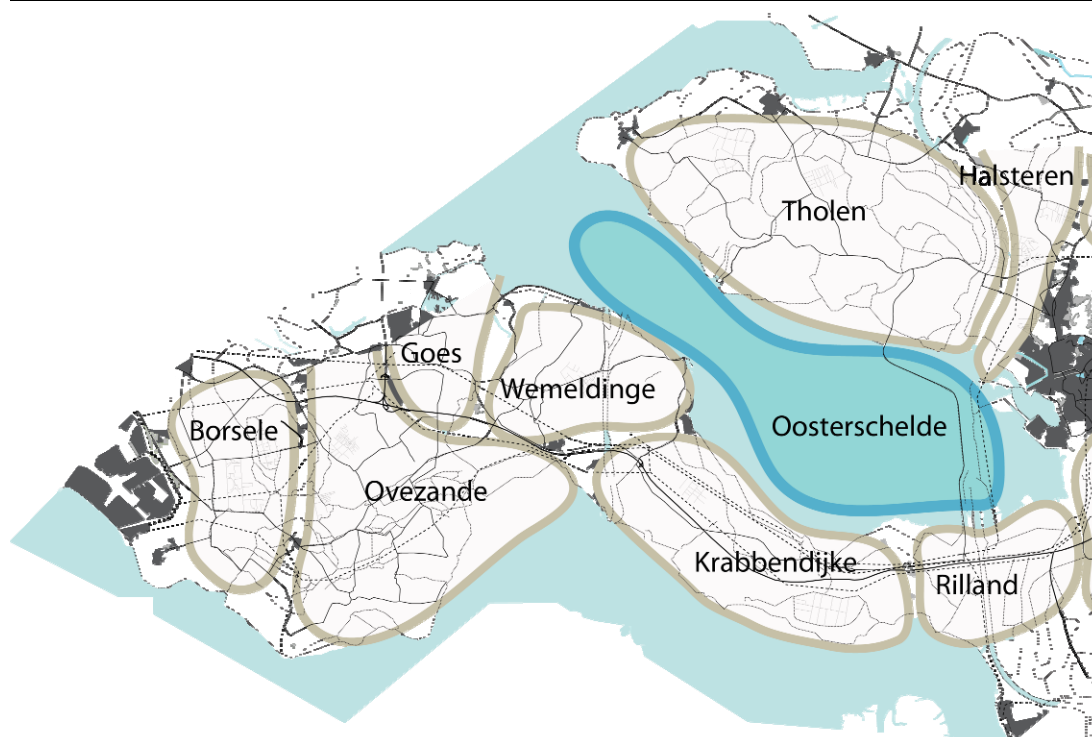 Halsteren
Tholen
Goes
Wemeldinge
Borsele
Oosterschelde
Ovezande
Krabbendijke
Rilland